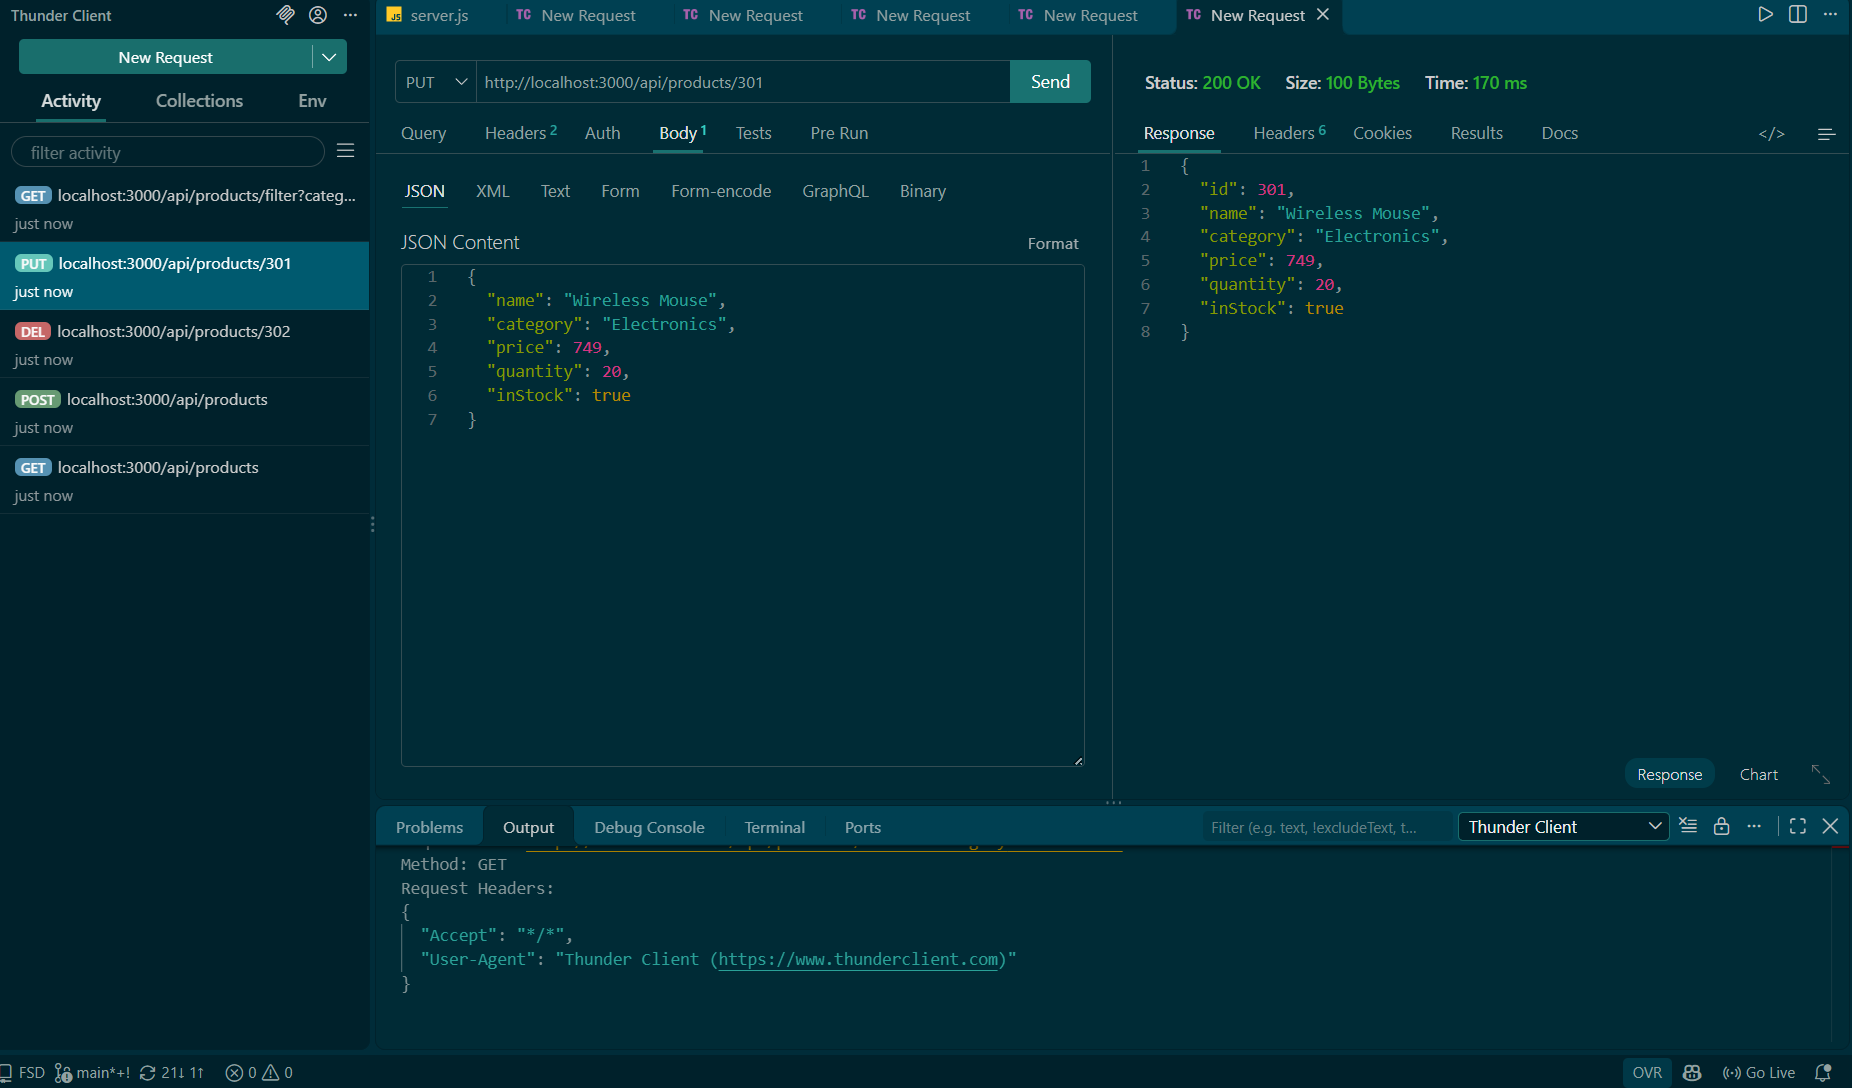 Thunder Client
New Request
Activity Collections Env
filter activity
GET localhost:3000/api/products/filter?categ...
just now
PUT localhost:3000/api/products/301
just now
DEL localhost:3000/api/products/302
just now
POST localhost:3000/api/products
just now
GET localhost:3000/api/products
just now
JS server.js TC New Request TC New Request TC New Request TC New Request TC New Request
PUT http://localhost:3000/api/products/301 Send
Query Headers 2 Auth Body 1 Tests Pre Run
JSON XML Text Form Form-encode GraphQL Binary
JSON Content Format
1 {
2 "name": "Wireless Mouse",
3 "category": "Electronics",
4 "price": 749,
5 "quantity": 20,
6 "inStock": true
7 }
Status: 200 OK Size: 100 Bytes Time: 170 ms
Response Headers 6 Cookies Results Docs </>
1 {
2 "id": 301,
3 "name": "Wireless Mouse",
4 "category": "Electronics",
5 "price": 749,
6 "quantity": 20,
7 "inStock": true
8 }
Response Chart
Problems Output Debug Console Terminal Ports Filter (e.g. text, !excludeText, t... Thunder Client
Method: GET
Request Headers:
{
"Accept": "*/*",
"User-Agent": "Thunder Client (https://www.thunderclient.com)"
}
FSD main*+! 21↓ 1↑ 0 0 OVR Go Live